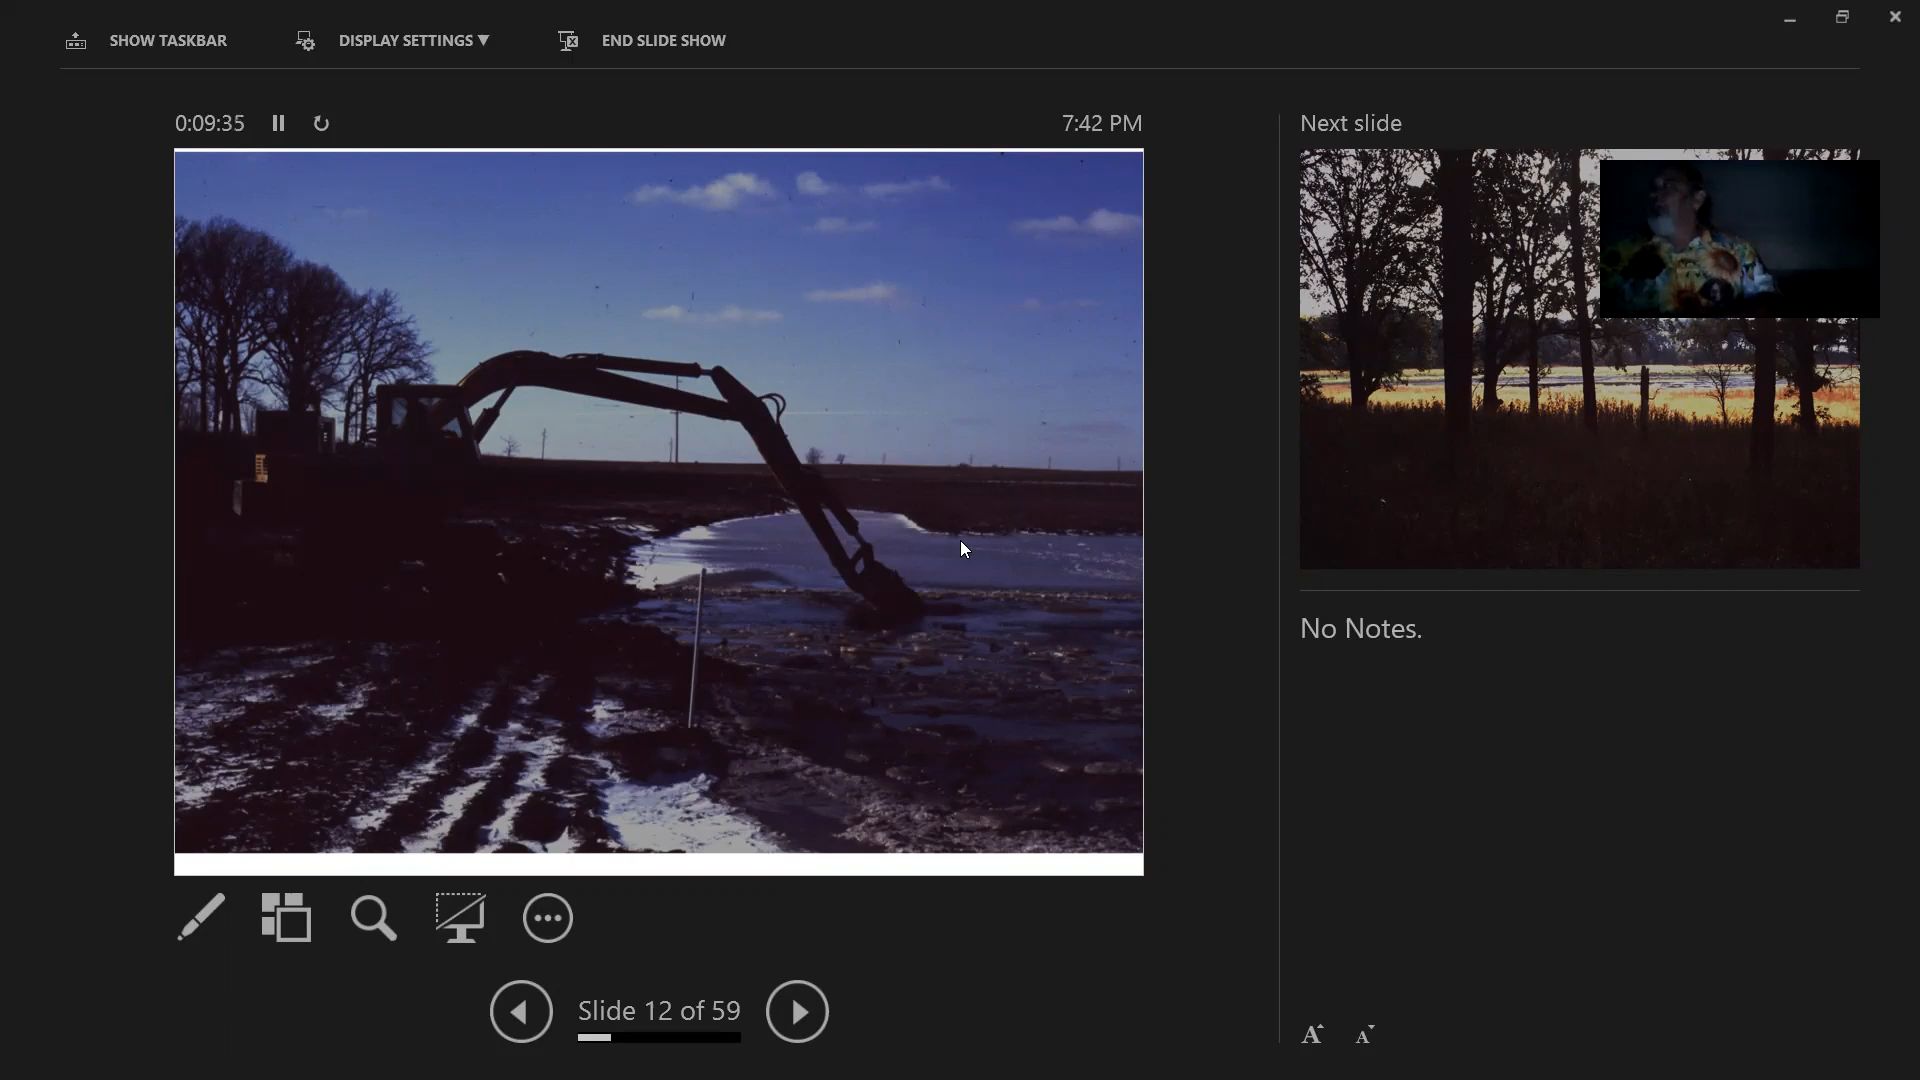 SHOW TASKBAR DISPLAY SETTINGS ▼ END SLIDE SHOW
0:09:35 7:42 PM Next slide
No Notes.
Slide 12 of 59
A A